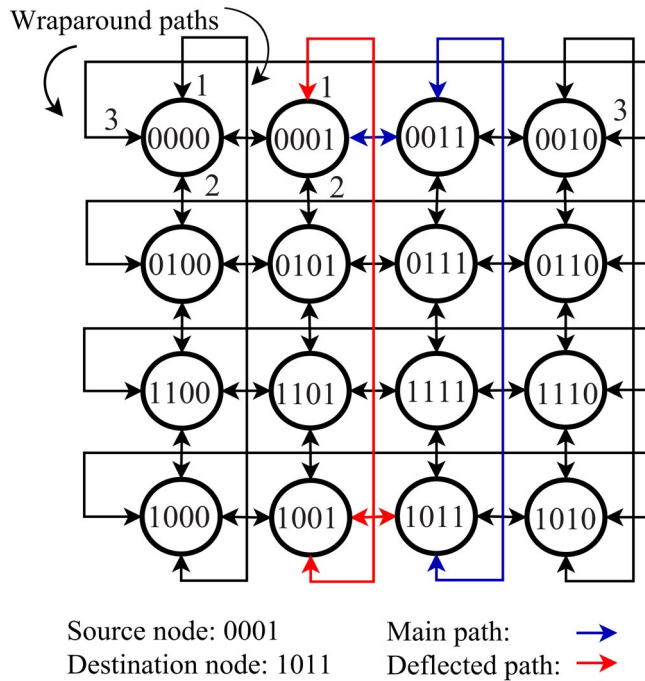 Wraparound paths
1 1
3 0000 0001 0011 0010 3
2 2
0100 0101 0111 0110
1100 1101 1111 1110
1000 1001 1011 1010
Source node: 0001 Main path:
Destination node: 1011 Deflected path: